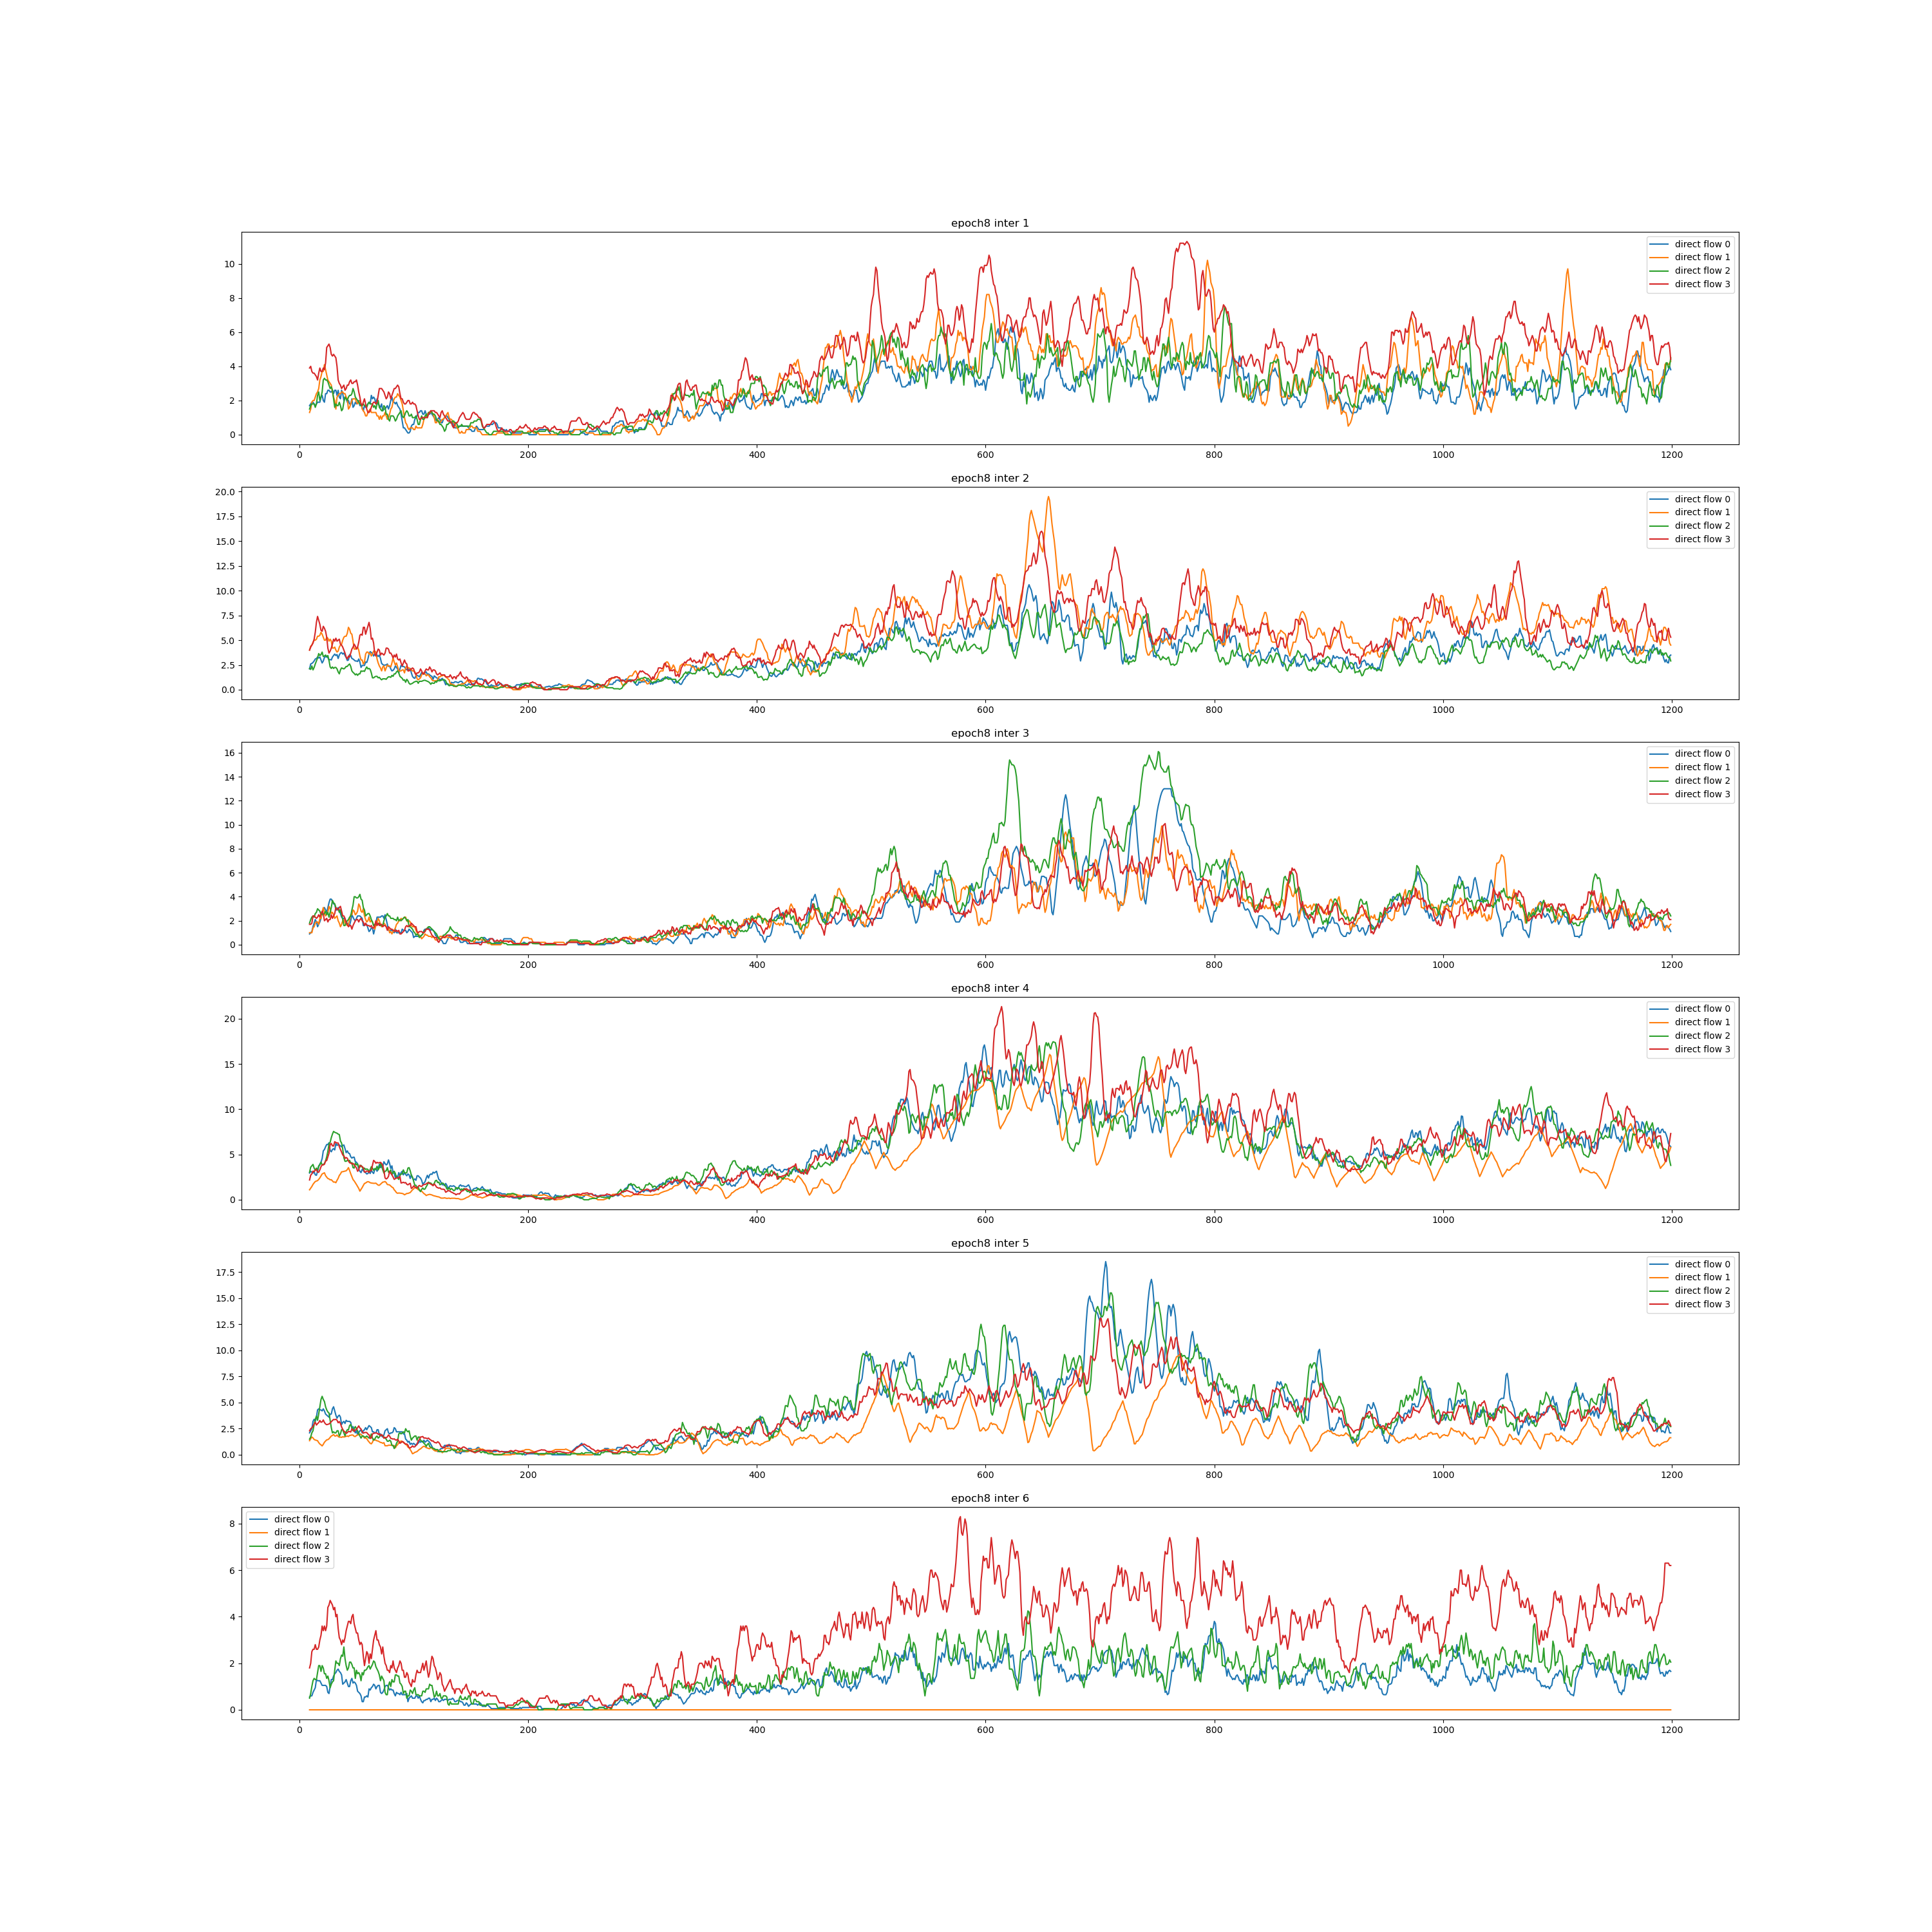 epoch8 inter 1
10
8
6
4
2
0
direct flow 0
direct flow 1
direct flow 2
direct flow 3
0 200 400 600 800 1000 1200
epoch8 inter 2
20.0
17.5
15.0
12.5
10.0
7.5
5.0
2.5
0.0
direct flow 0
direct flow 1
direct flow 2
direct flow 3
0 200 400 600 800 1000 1200
epoch8 inter 3
16
14
12
10
8
6
4
2
0
direct flow 0
direct flow 1
direct flow 2
direct flow 3
0 200 400 600 800 1000 1200
epoch8 inter 4
20
15
10
5
0
direct flow 0
direct flow 1
direct flow 2
direct flow 3
0 200 400 600 800 1000 1200
epoch8 inter 5
17.5
15.0
12.5
10.0
7.5
5.0
2.5
0.0
direct flow 0
direct flow 1
direct flow 2
direct flow 3
0 200 400 600 800 1000 1200
epoch8 inter 6
8
6
4
2
0
direct flow 0
direct flow 1
direct flow 2
direct flow 3
0 200 400 600 800 1000 1200